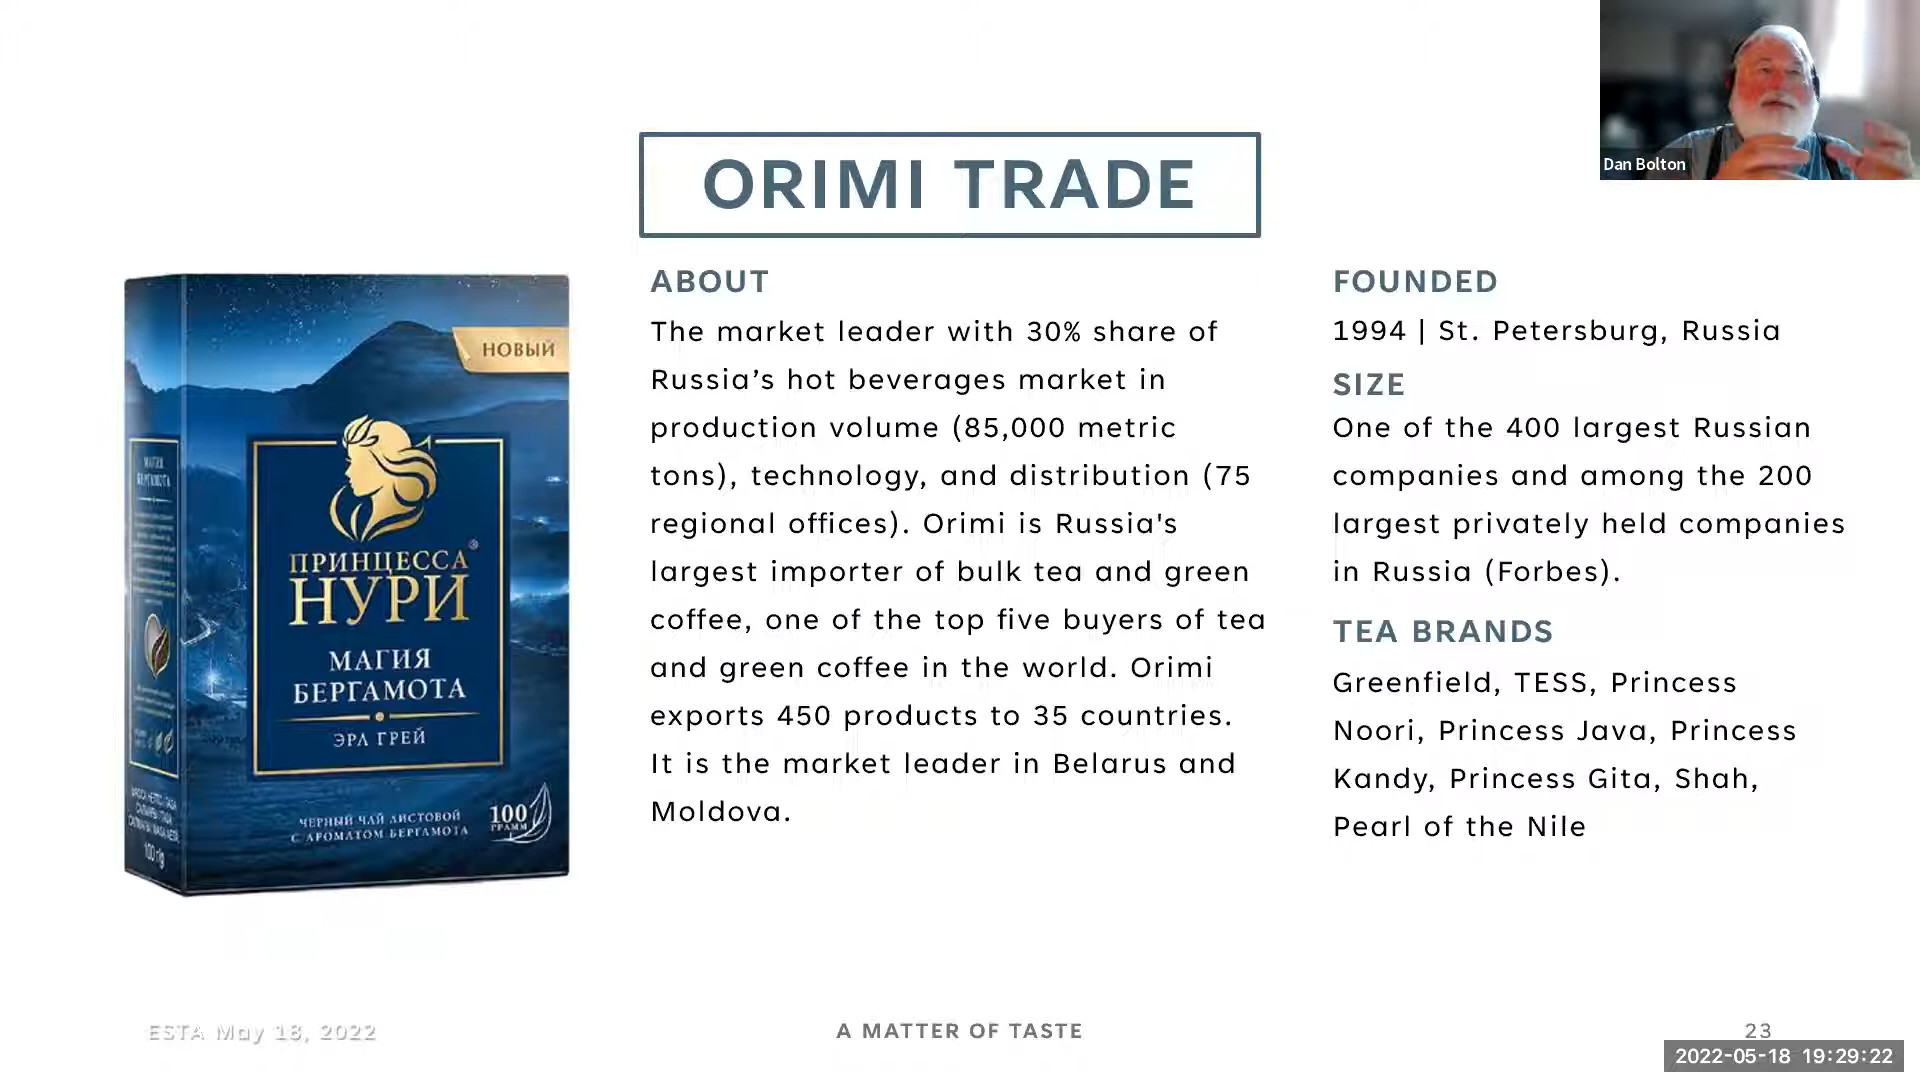 Dan Bolton
ORIMI TRADE
НОВЫЙ
МАГИЯ
БЕРГАМОТА
ПРИНЦЕССА®
НУРИ
МАГИЯ
БЕРГАМОТА
ЭРЛ ГРЕЙ
ЧЕРНЫЙ ЧАЙ ЛИСТОВОЙ
С АРОМАТОМ БЕРГАМОТА
100
ГРАММ
ABOUT
The market leader with 30% share of
Russia’s hot beverages market in
production volume (85,000 metric
tons), technology, and distribution (75
regional offices). Orimi is Russia's
largest importer of bulk tea and green
coffee, one of the top five buyers of tea
and green coffee in the world. Orimi
exports 450 products to 35 countries.
It is the market leader in Belarus and
Moldova.
FOUNDED
1994 | St. Petersburg, Russia
SIZE
One of the 400 largest Russian
companies and among the 200
largest privately held companies
in Russia (Forbes).
TEA BRANDS
Greenfield, TESS, Princess
Noori, Princess Java, Princess
Kandy, Princess Gita, Shah,
Pearl of the Nile
ESTA May 18, 2022
A MATTER OF TASTE
23
2022-05-18 19:29:22